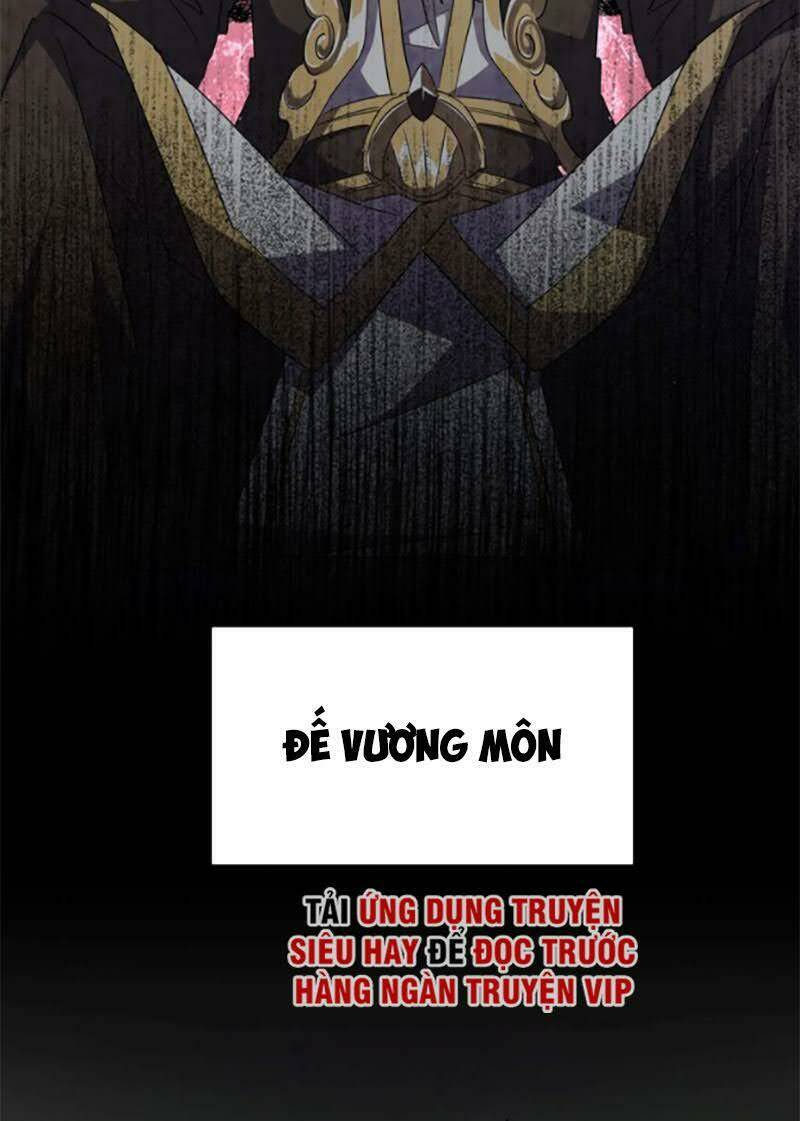 ĐẾ VƯƠNG MÔN
TẢI ỨNG DỤNG TRUYỆN
SIÊU HAY ĐỂ ĐỌC TRƯỚC
HÀNG NGÀN TRUYỆN VIP